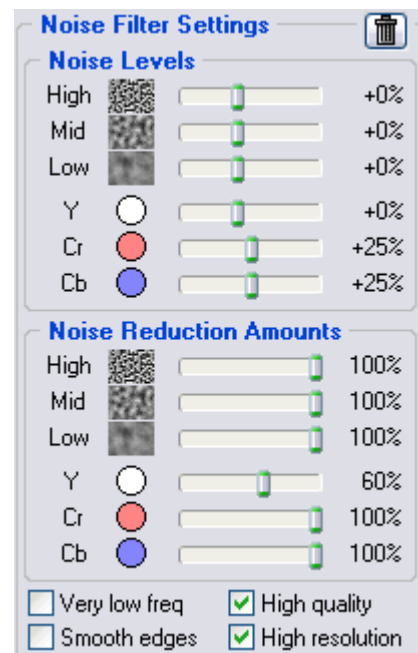 Noise Filter Settings
Noise Levels
High +0%
Mid +0%
Low +0%
Y +0%
Cr +25%
Cb +25%
Noise Reduction Amounts
High 100%
Mid 100%
Low 100%
Y 60%
Cr 100%
Cb 100%
Very low freq High quality
Smooth edges High resolution